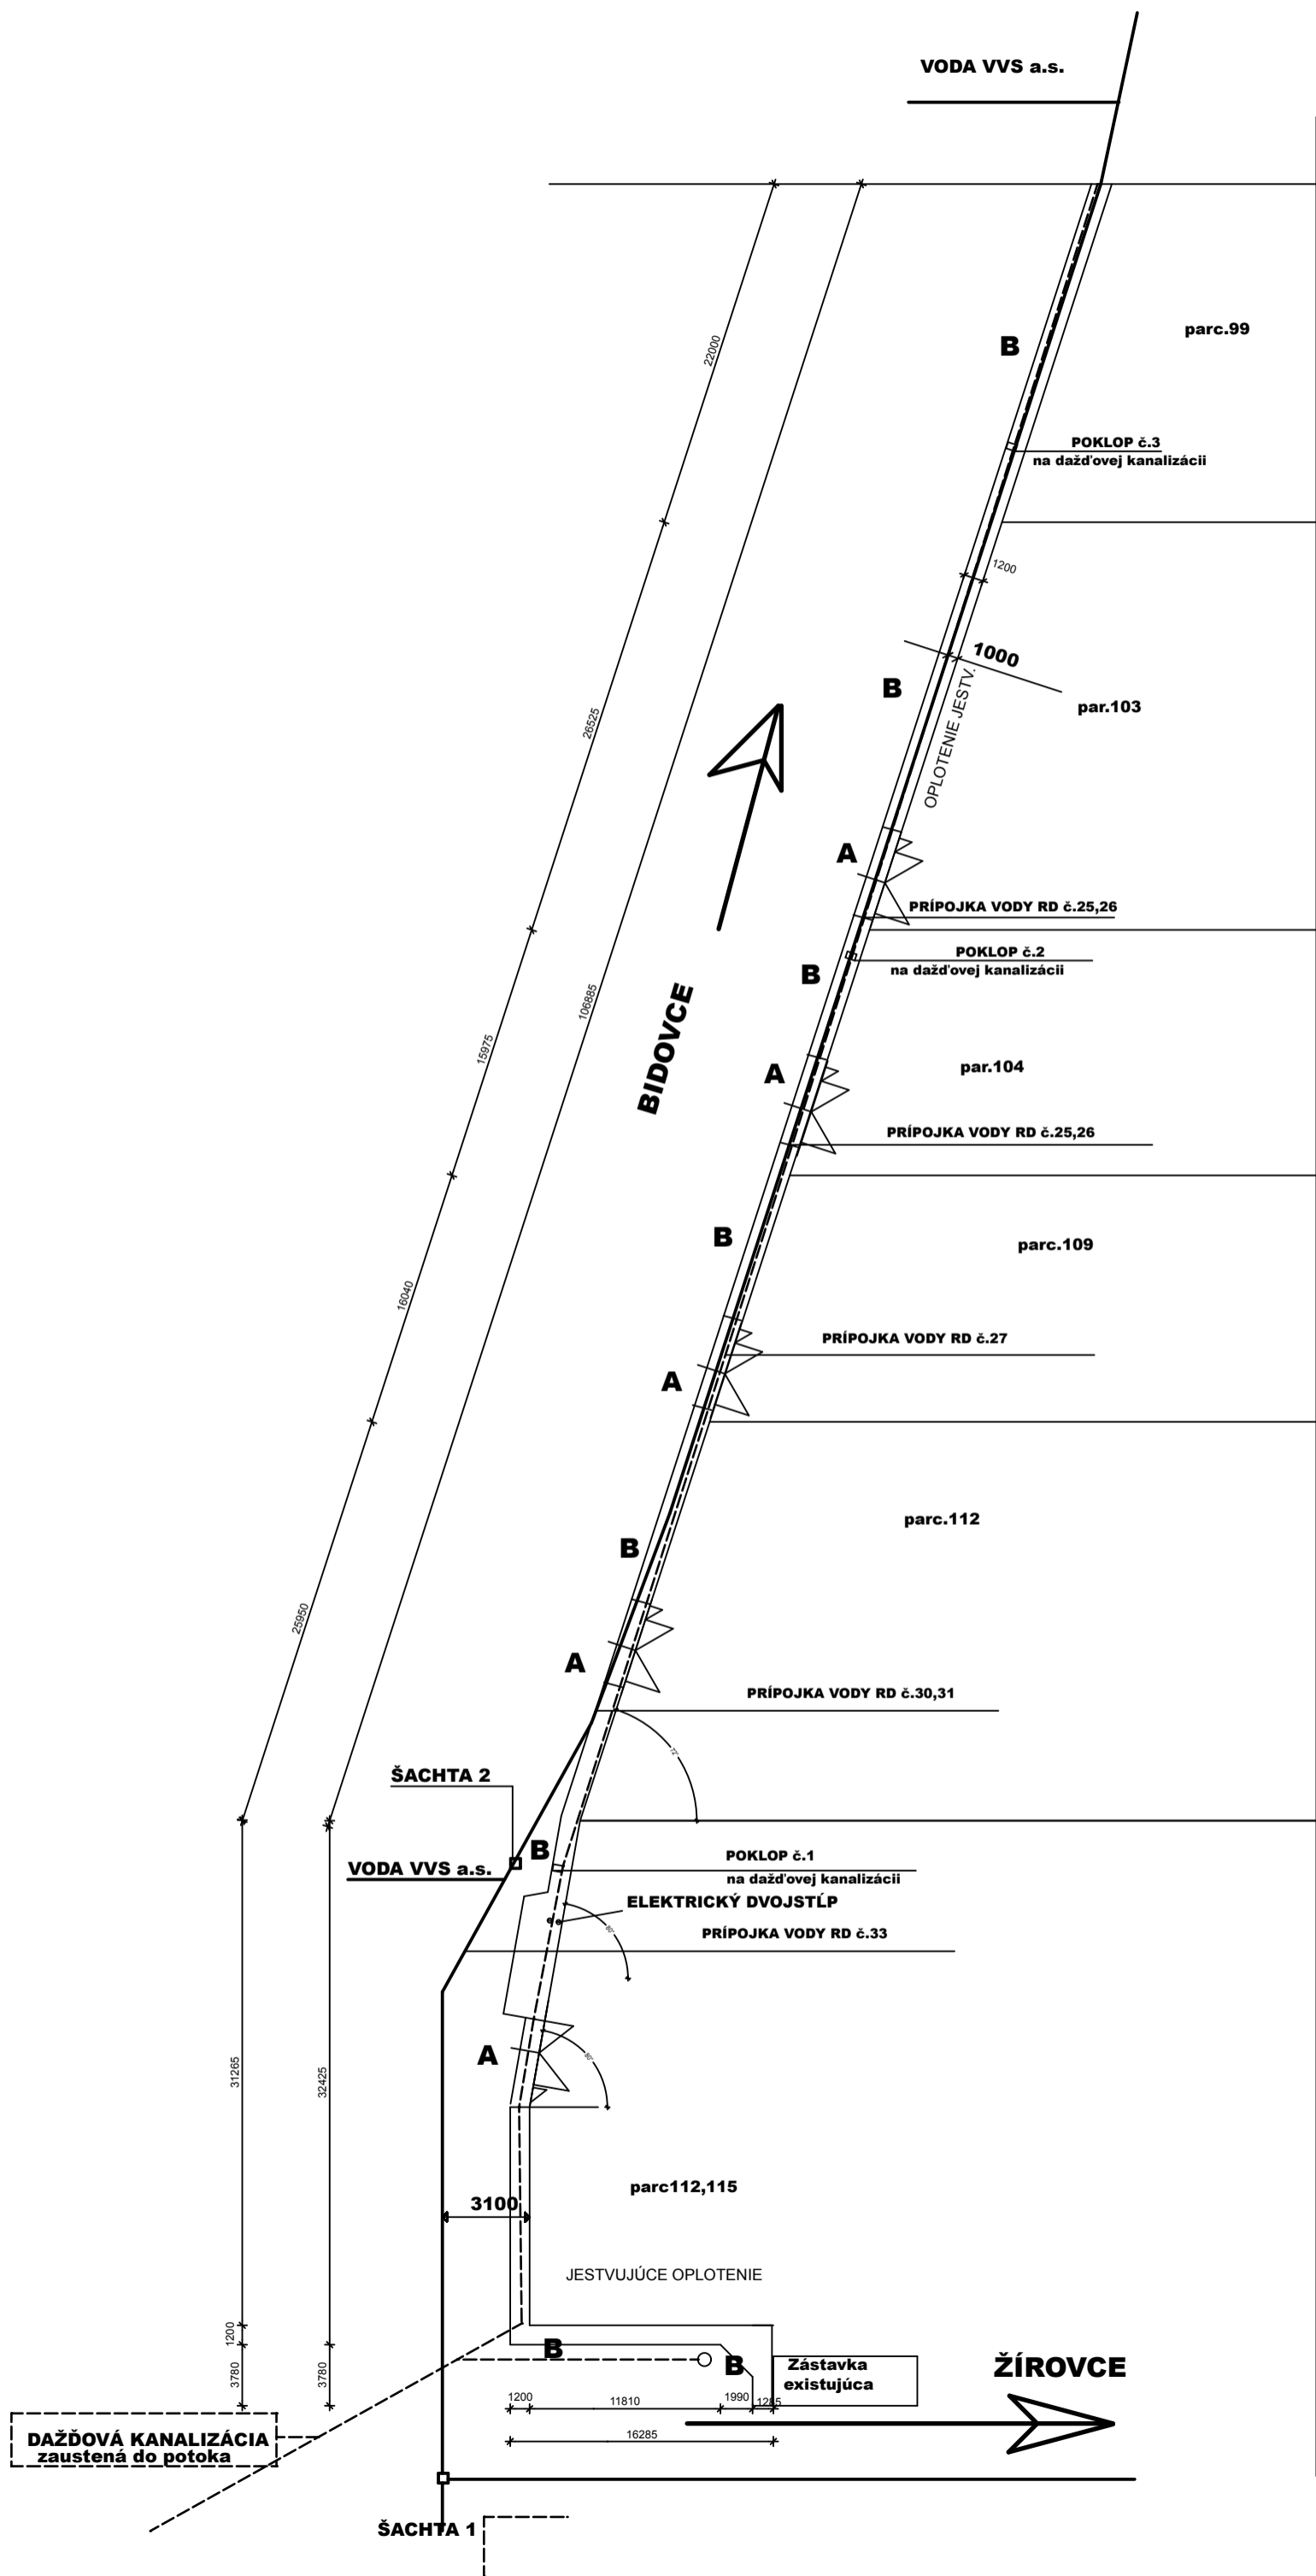 VODA VVS a.s.
22000
parc.99
B
POKLOP č.3
na dažďovej kanalizácii
1200
1000
B
par.103
OPLOTENIE JESTV.
26525
A
PRÍPOJKA VODY RD č.25,26
POKLOP č.2
na dažďovej kanalizácii
B
106885
BIDOVCE
15975
par.104
A
PRÍPOJKA VODY RD č.25,26
B
parc.109
16040
PRÍPOJKA VODY RD č.27
A
parc.112
B
25950
A
PRÍPOJKA VODY RD č.30,31
72°
ŠACHTA 2
B
POKLOP č.1
na dažďovej kanalizácii
VODA VVS a.s.
ELEKTRICKÝ DVOJSTĹP
80°
PRÍPOJKA VODY RD č.33
A
80°
31265
32425
parc112,115
3100
JESTVUJÚCE OPLOTENIE
1200
B
3780
3780
B
Zástavka
existujúca
ŽÍROVCE
1200
11810
1990
1285
16285
DAŽĎOVÁ KANALIZÁCIA
zaustená do potoka
ŠACHTA 1